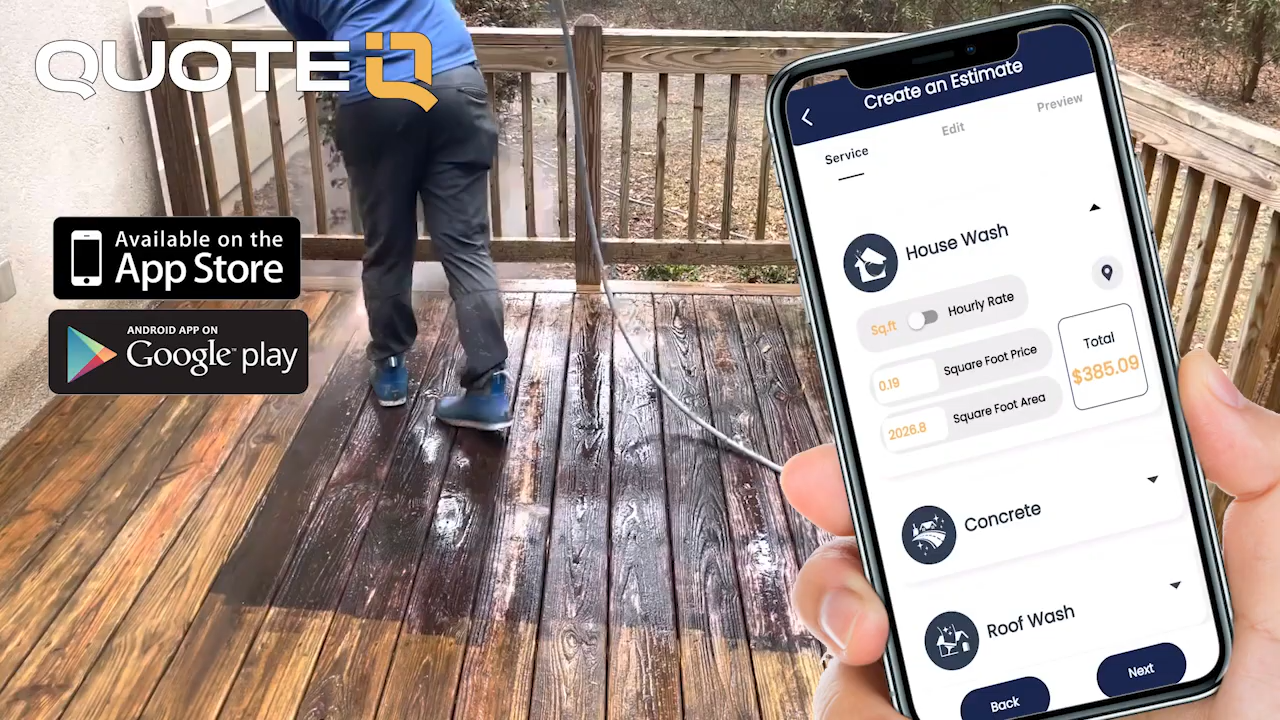 QUOTE iQ
Available on the
App Store
ANDROID APP ON
Google™ play
Create an Estimate
Service
Edit
Preview
House Wash
Sq.ft
Hourly Rate
0.19
Square Foot Price
2026.8
Square Foot Area
Total
$385.09
Concrete
Roof Wash
Back
Next